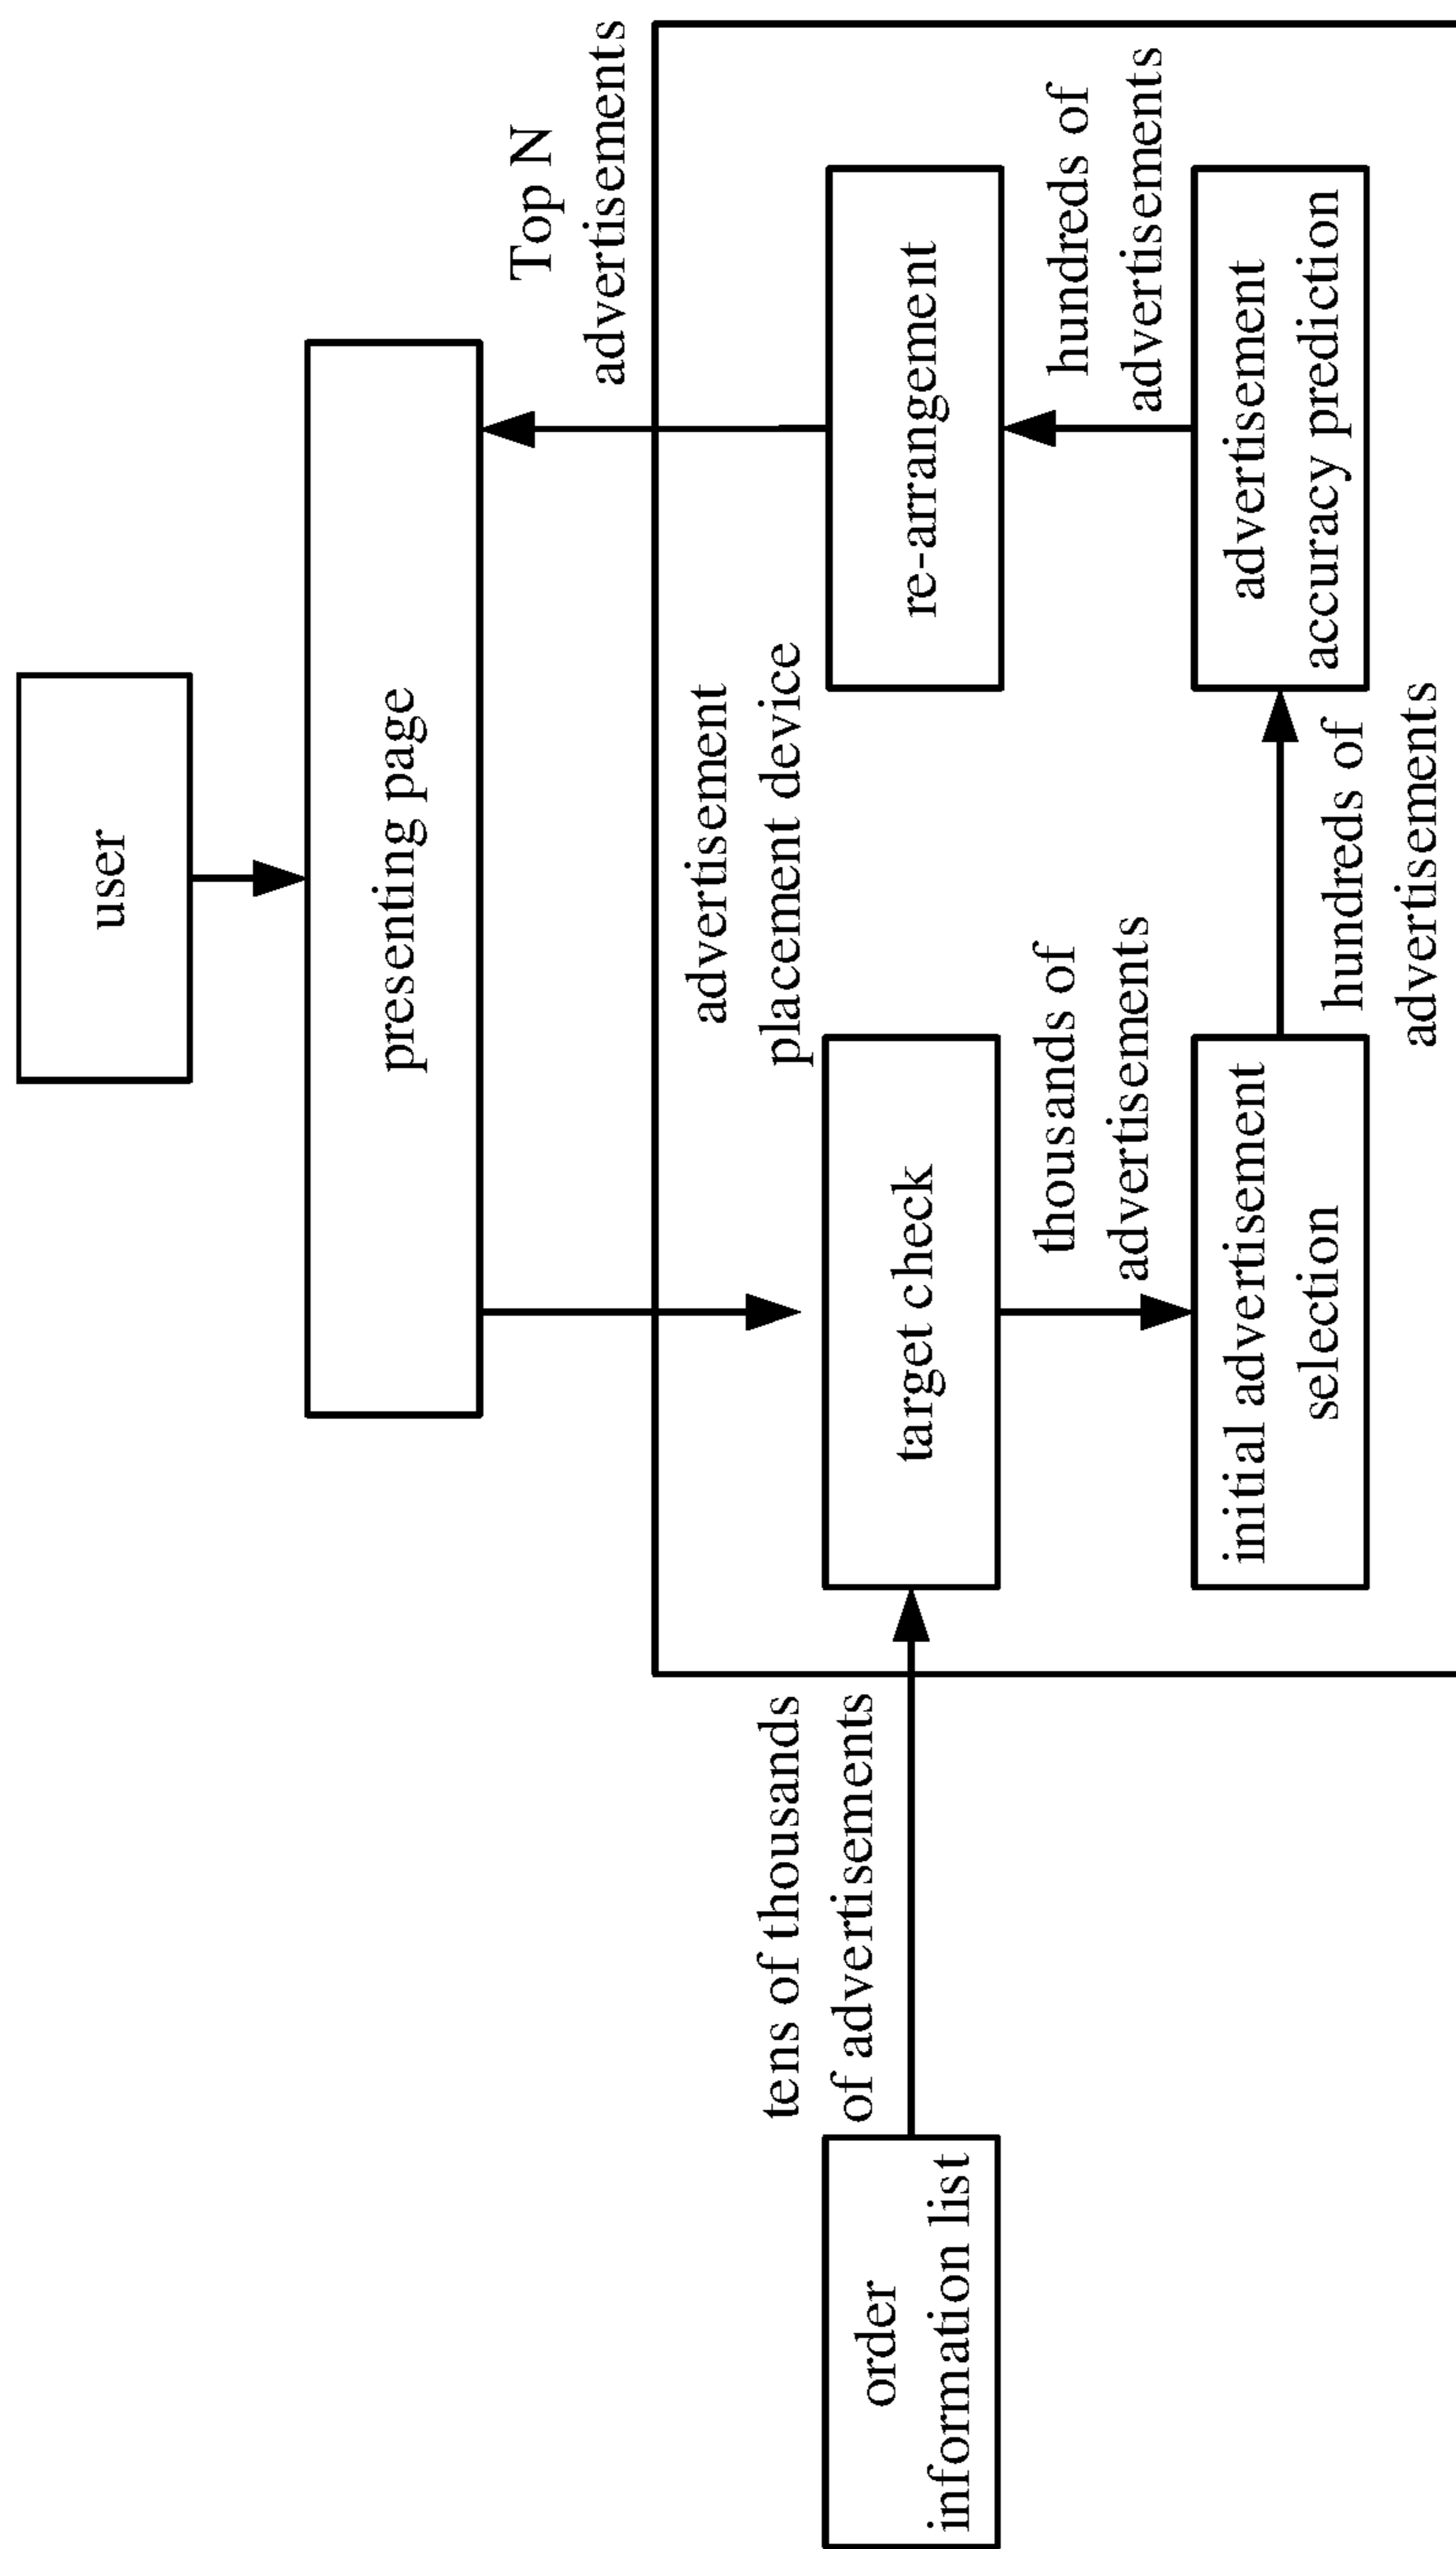 user
presenting page
Top N
advertisements
advertisement
placement device
tens of thousands
of advertisements
order
information list
target check
re-arrangement
thousands of
advertisements
hundreds of
advertisements
initial advertisement
selection
hundreds of
advertisements
advertisement
accuracy prediction